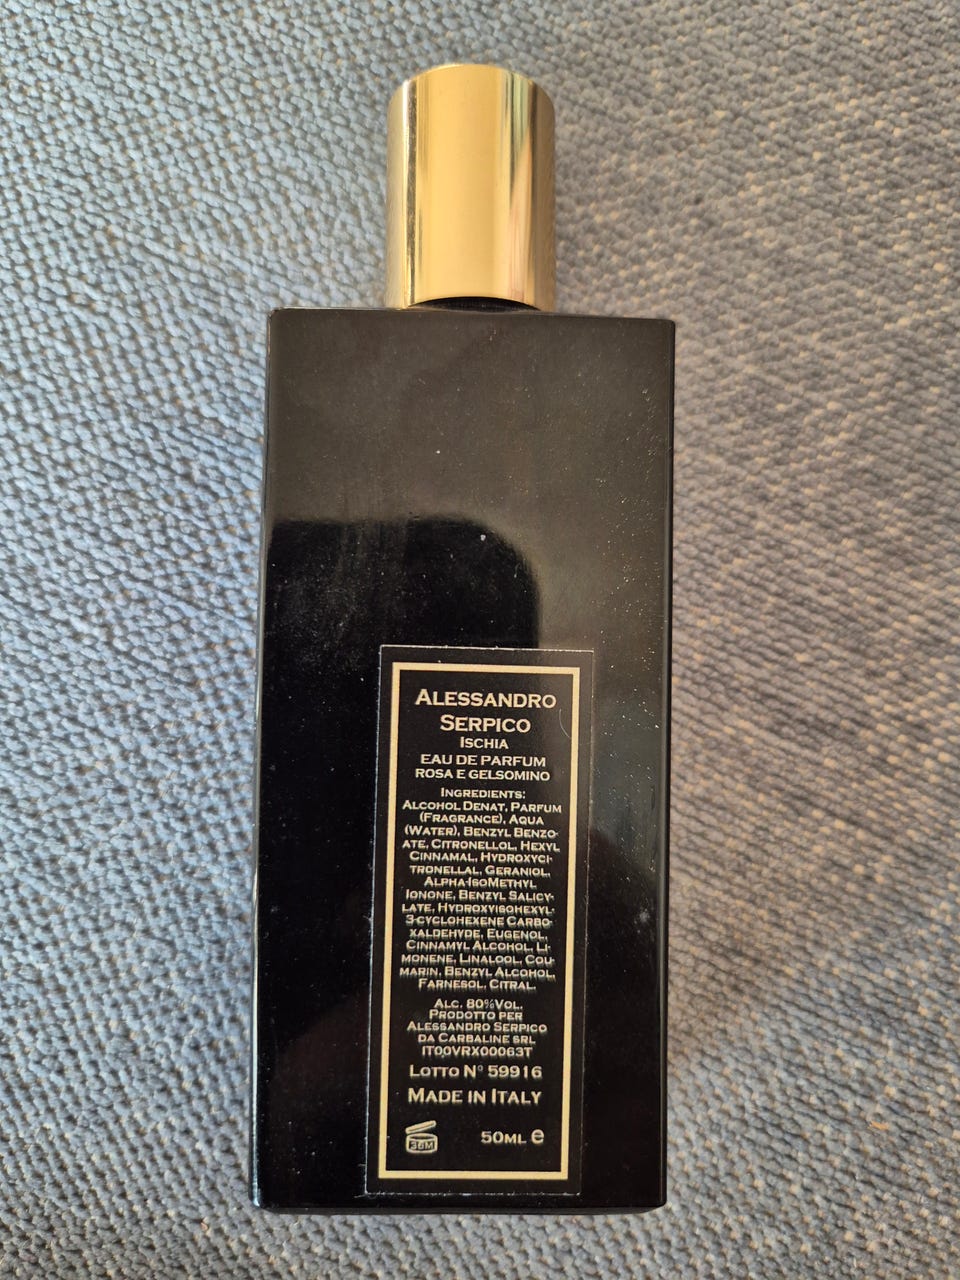 Alessandro
Serpico
Ischia
EAU DE PARFUM
ROSA E GELSOMINO
Ingredients:
Alcohol Denat, Parfum
(Fragrance), Aqua
(Water), Benzyl Benzo-
ate, Citronellol, Hexyl
Cinnamal, Hydroxyci-
tronellal, Geraniol,
Alpha-IsoMethyl
Ionone, Benzyl Salicy-
late, Hydroxyisohexyl-
3-cyclohexene Carbo-
xaldehyde, Eugenol,
Cinnamyl Alcohol, Li-
monene, Linalool, Cou-
marin, Benzyl Alcohol,
Farnesol, Citral.
Alc. 80%Vol.
Prodotto per
Alessandro Serpico
da Carbaline srl
IT00VRX00063T
Lotto N° 59916
Made in Italy
36M
50ml e